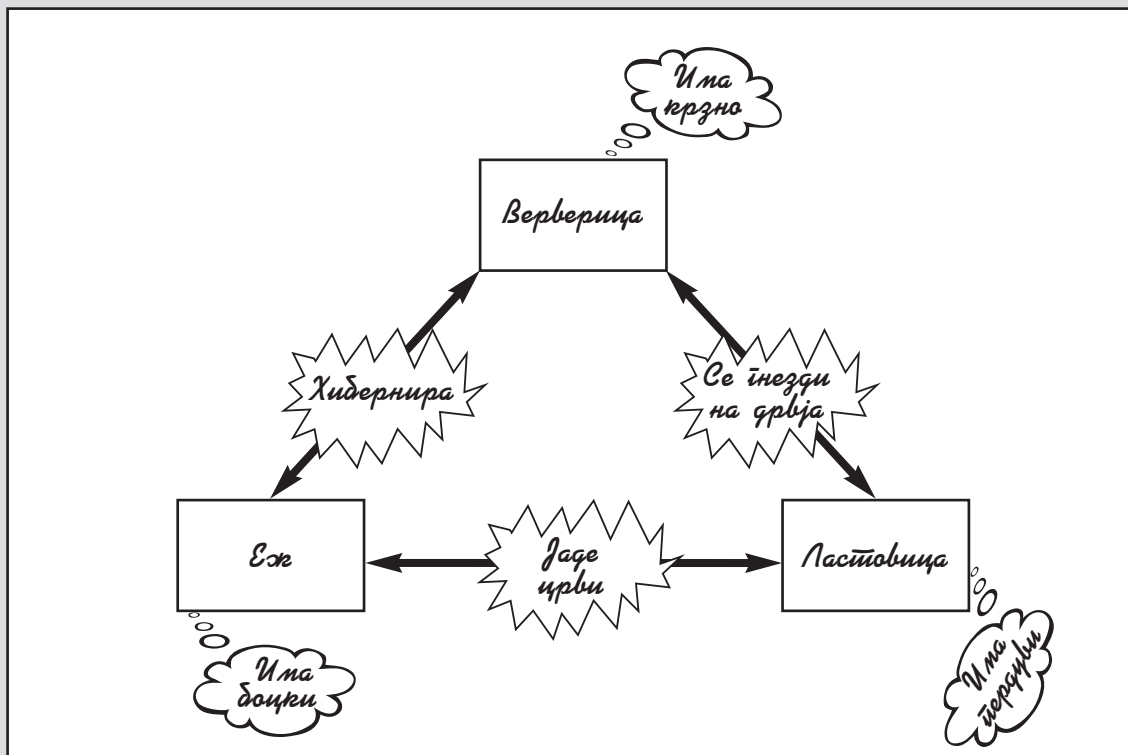 Има
крзно
Верверица
Хибернира
Се гнезди
на дрвја
Еж
Јаде
црви
Ластовица
Има
боцки
Има
пердуви